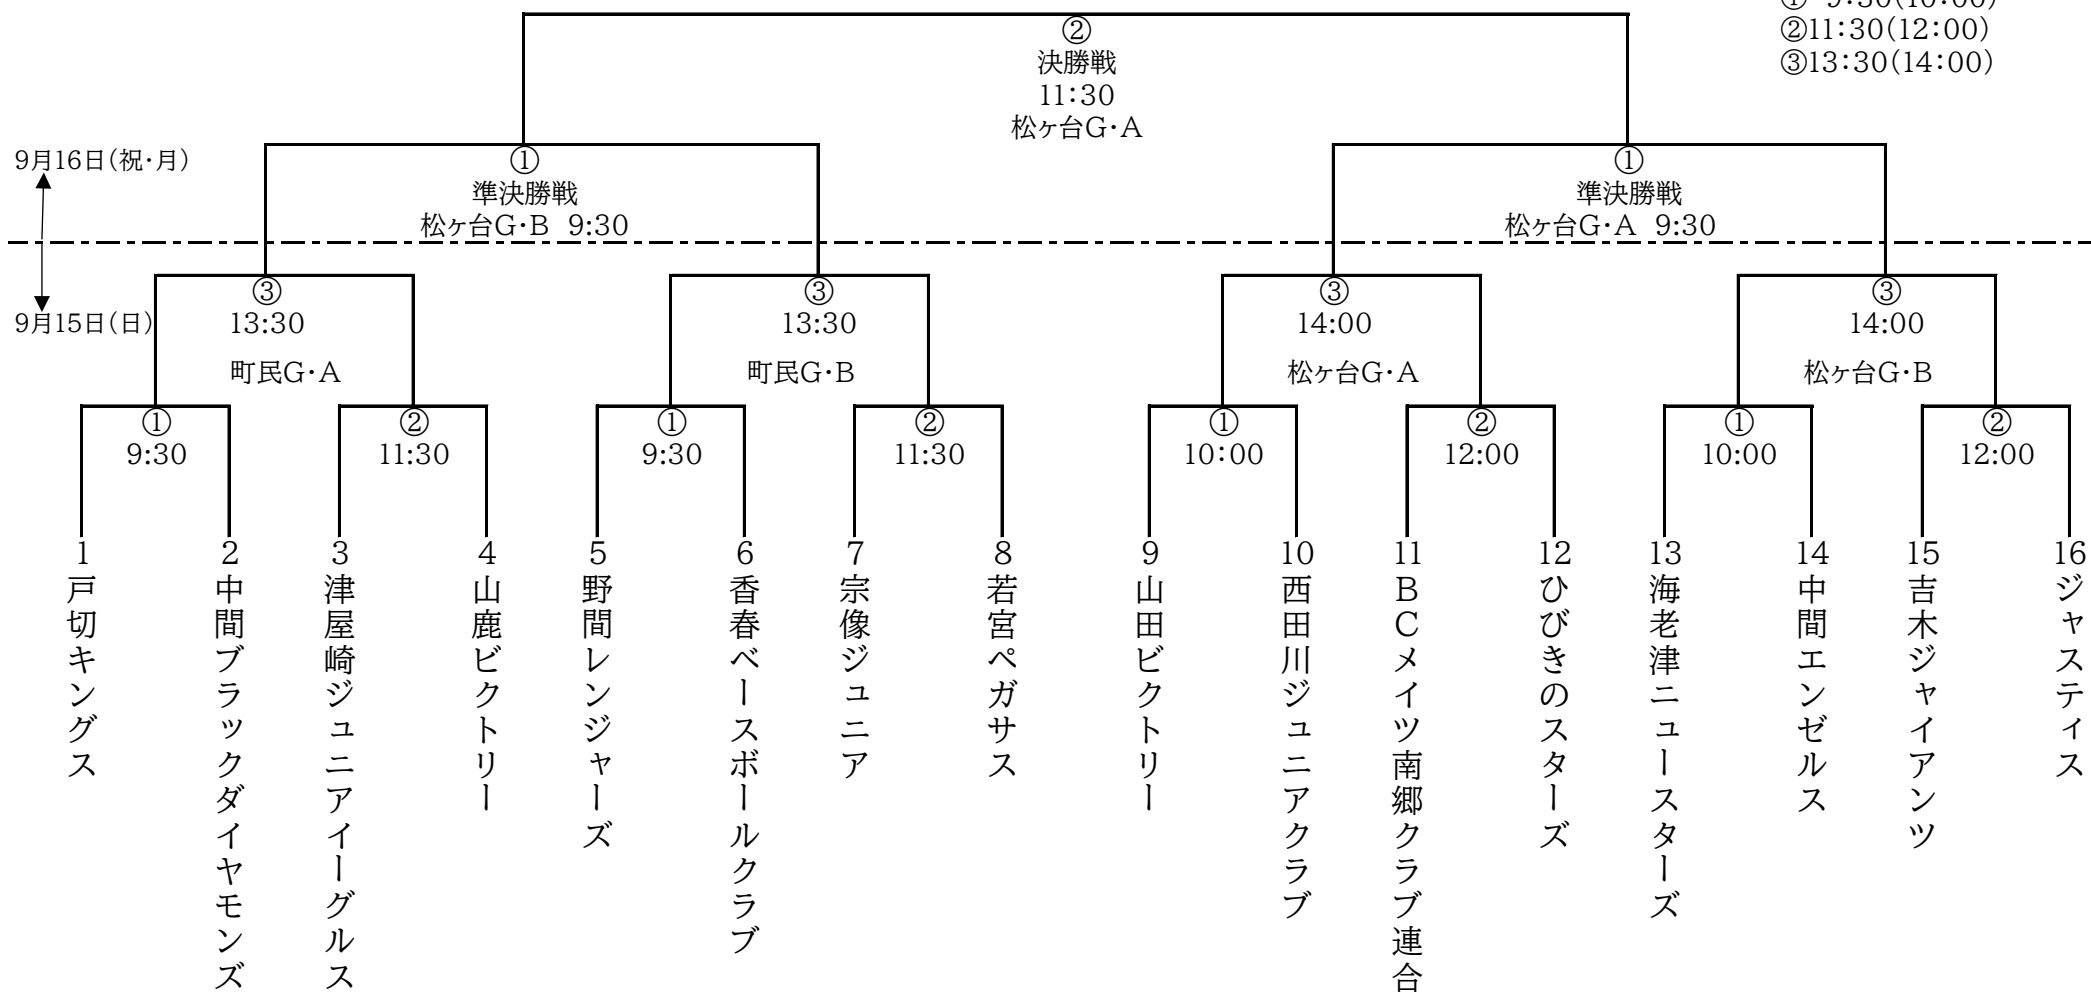 ① 9:30(10:00)
②11:30(12:00)
③13:30(14:00)
②
決勝戦
11:30
松ヶ台G・A
9月16日(祝・月)
①
準決勝戦
松ヶ台G・B 9:30
①
準決勝戦
松ヶ台G・A 9:30
9月15日(日)
③
13:30
町民G・A
③
13:30
町民G・B
③
14:00
松ヶ台G・A
③
14:00
松ヶ台G・B
①
9:30
②
11:30
①
9:30
②
11:30
①
10:00
②
12:00
①
10:00
②
12:00
1
戸切キングス
2
中間ブラックダイヤモンズ
3
津屋崎ジュニアイーグルス
4
山鹿ビクトリー
5
野間レンジャーズ
6
香春ベースボールクラブ
7
宗像ジュニア
8
若宮ペガサス
9
山田ビクトリー
10
西田川ジュニアクラブ
11
BCメイツ南郷クラブ連合
12
ひびきのスターズ
13
海老津ニュースターズ
14
中間エンゼルス
15
吉木ジャイアンツ
16
ジャスティス